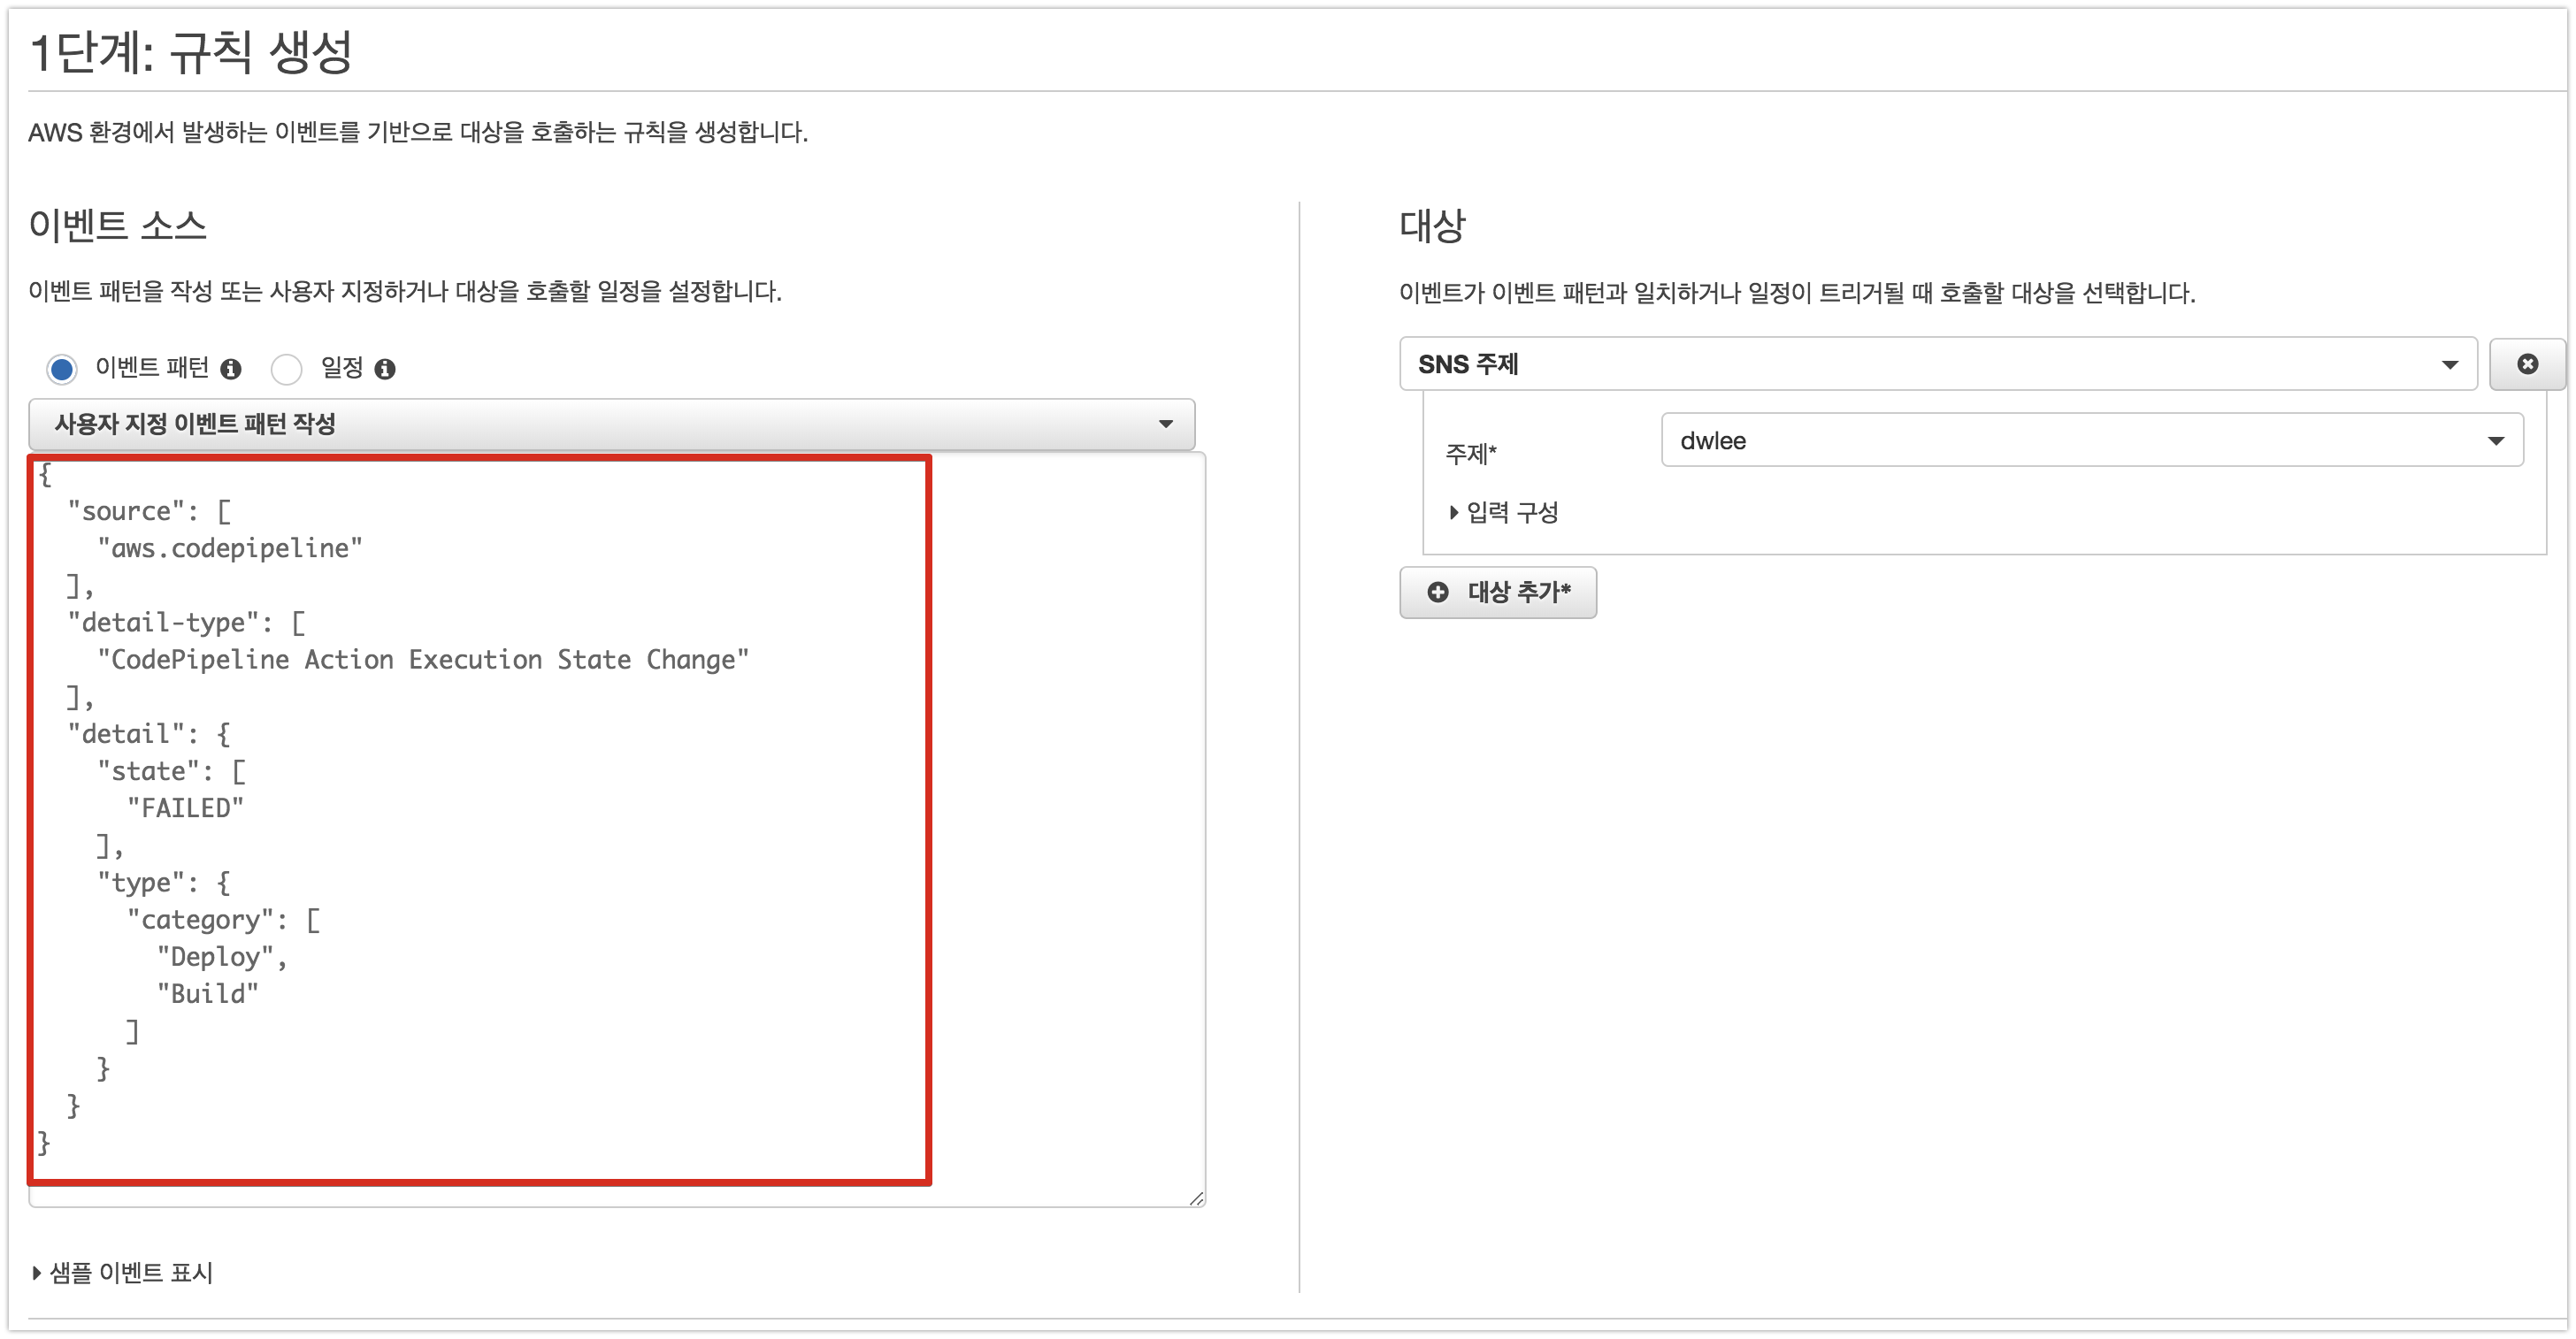 1단계: 규칙 생성
AWS 환경에서 발생하는 이벤트를 기반으로 대상을 호출하는 규칙을 생성합니다.
이벤트 소스
이벤트 패턴을 작성 또는 사용자 지정하거나 대상을 호출할 일정을 설정합니다.
이벤트 패턴 일정
사용자 지정 이벤트 패턴 작성
{
  "source": [
    "aws.codepipeline"
  ],
  "detail-type": [
    "CodePipeline Action Execution State Change"
  ],
  "detail": {
    "state": [
      "FAILED"
    ],
    "type": {
      "category": [
        "Deploy",
        "Build"
      ]
    }
  }
}
샘플 이벤트 표시
대상
이벤트가 이벤트 패턴과 일치하거나 일정이 트리거될 때 호출할 대상을 선택합니다.
SNS 주제
주제* dwlee
입력 구성
대상 추가*